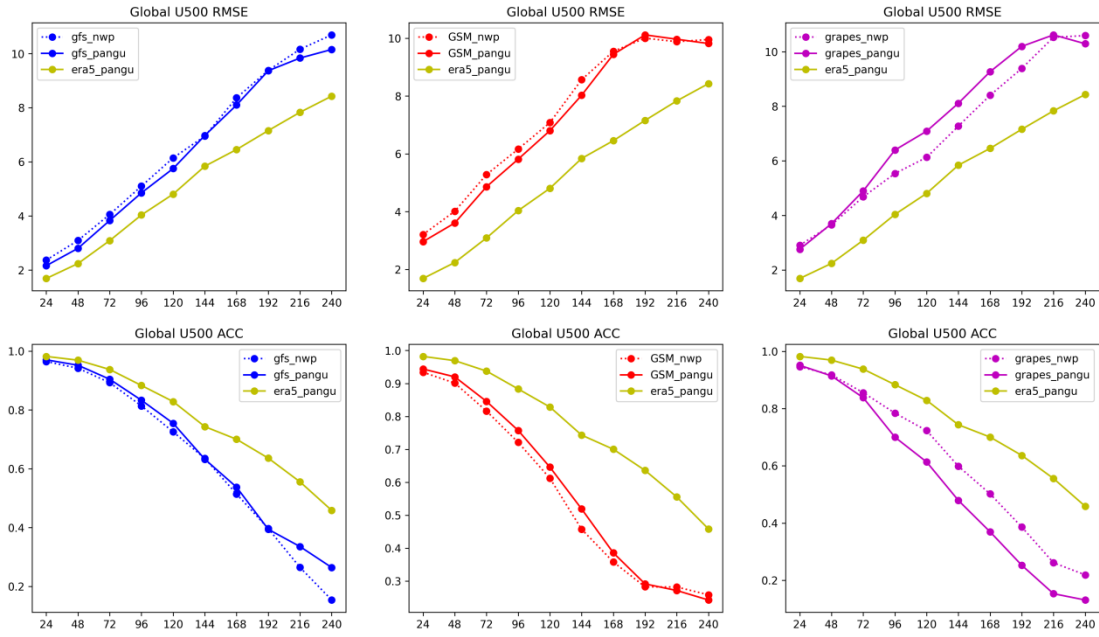 Global U500 RMSE
gfs_nwp
gfs_pangu
era5_pangu
10
8
6
4
2
24 48 72 96 120 144 168 192 216 240
Global U500 RMSE
GSM_nwp
GSM_pangu
era5_pangu
10
8
6
4
2
24 48 72 96 120 144 168 192 216 240
Global U500 RMSE
grapes_nwp
grapes_pangu
era5_pangu
10
8
6
4
2
24 48 72 96 120 144 168 192 216 240
Global U500 ACC
gfs_nwp
gfs_pangu
era5_pangu
1.0
0.8
0.6
0.4
0.2
24 48 72 96 120 144 168 192 216 240
Global U500 ACC
GSM_nwp
GSM_pangu
era5_pangu
1.0
0.9
0.8
0.7
0.6
0.5
0.4
0.3
24 48 72 96 120 144 168 192 216 240
Global U500 ACC
grapes_nwp
grapes_pangu
era5_pangu
1.0
0.8
0.6
0.4
0.2
24 48 72 96 120 144 168 192 216 240